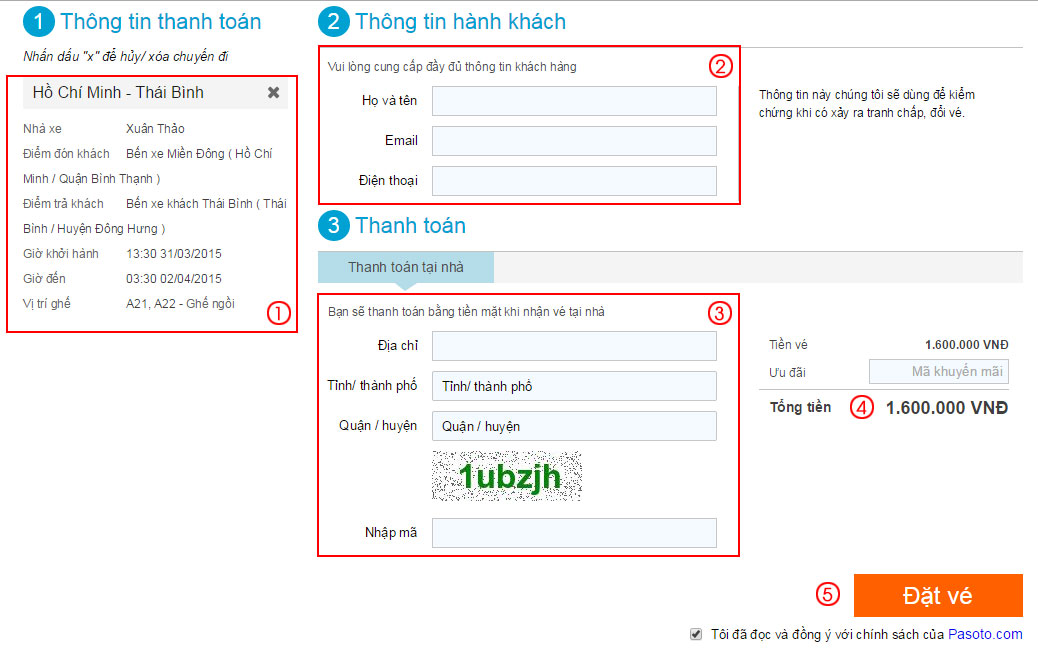 1 Thông tin thanh toán
Nhấn dấu "x" để hủy/ xóa chuyến đi
Hồ Chí Minh - Thái Bình ✖
Nhà xe Xuân Thảo
Điểm đón khách Bến xe Miền Đông ( Hồ Chí
Minh / Quận Bình Thạnh )
Điểm trả khách Bến xe khách Thái Bình ( Thái
Bình / Huyện Đông Hưng )
Giờ khởi hành 13:30 31/03/2015
Giờ đến 03:30 02/04/2015
Vị trí ghế A21, A22 - Ghế ngồi
①
2 Thông tin hành khách
Vui lòng cung cấp đầy đủ thông tin khách hàng ②
Họ và tên
Email
Điện thoại
Thông tin này chúng tôi sẽ dùng để kiểm
chứng khi có xảy ra tranh chấp, đổi vé.
3 Thanh toán
Thanh toán tại nhà
Bạn sẽ thanh toán bằng tiền mặt khi nhận vé tại nhà ③
Địa chỉ
Tỉnh/ thành phố Tỉnh/ thành phố
Quận / huyện Quận / huyện
1ubzjh
Nhập mã
Tiền vé 1.600.000 VNĐ
Ưu đãi Mã khuyến mãi
Tổng tiền ④ 1.600.000 VNĐ
⑤ Đặt vé
Tôi đã đọc và đồng ý với chính sách của Pasoto.com